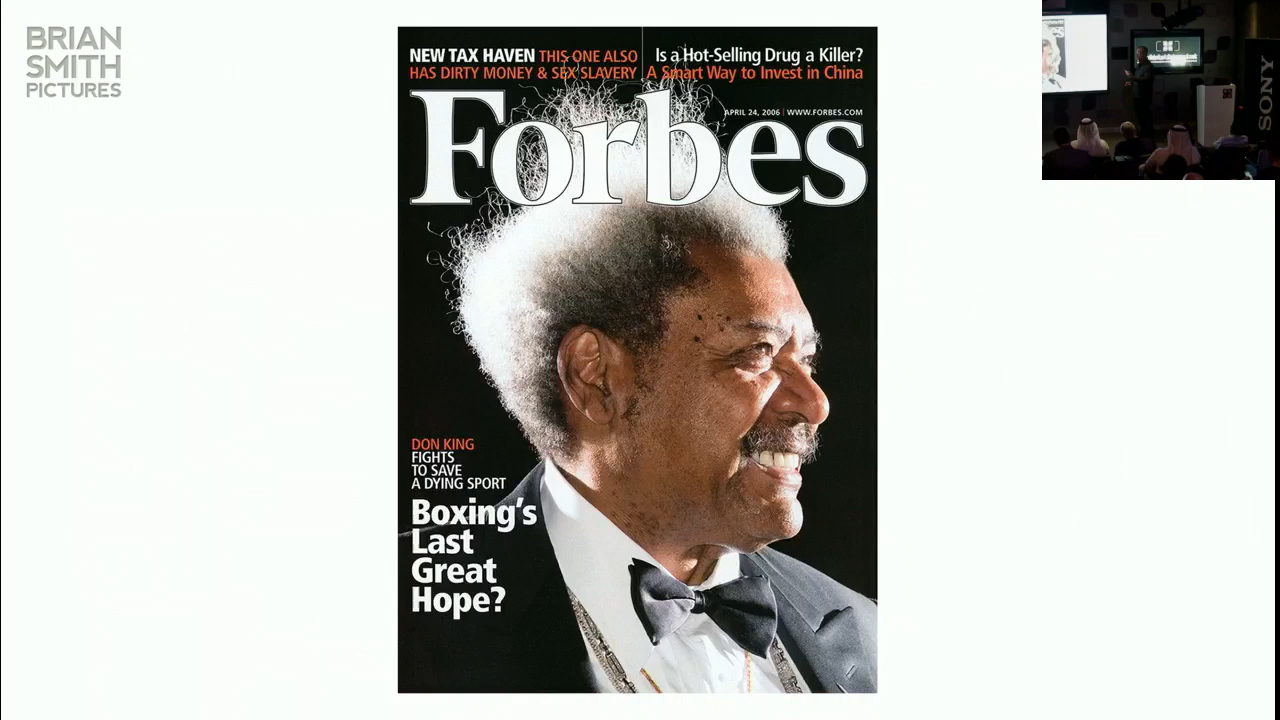 BRIAN
SMITH
PICTURES
NEW TAX HAVEN THIS ONE ALSO
HAS DIRTY MONEY & SEX SLAVERY
Is a Hot-Selling Drug a Killer?
A Smart Way to Invest in China
APRIL 24, 2006 | WWW.FORBES.COM
Forbes
DON KING
FIGHTS
TO SAVE
A DYING SPORT
Boxing's
Last
Great
Hope?
SONY